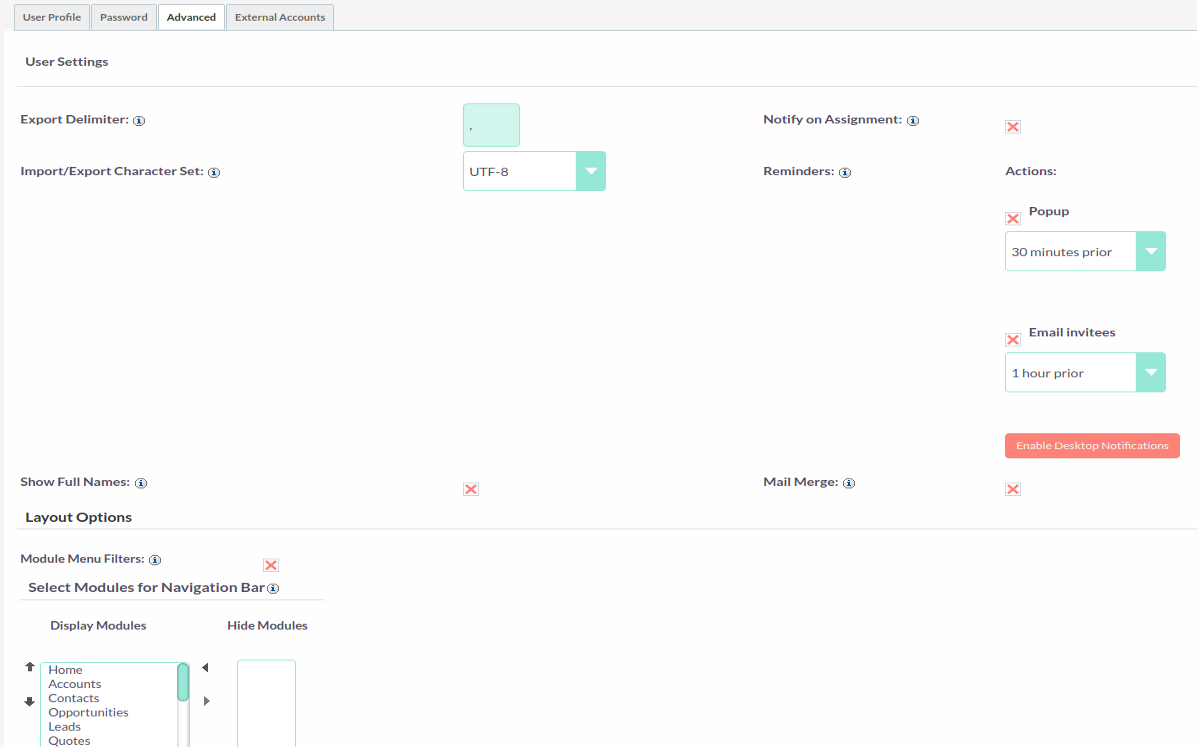 User Profile Password Advanced External Accounts
User Settings
Export Delimiter: , Notify on Assignment:
Import/Export Character Set: UTF-8 Reminders: Actions:
Popup
30 minutes prior
Email invitees
1 hour prior
Enable Desktop Notifications
Show Full Names: Mail Merge:
Layout Options
Module Menu Filters:
Select Modules for Navigation Bar
Display Modules Hide Modules
Home
Accounts
Contacts
Opportunities
Leads
Quotes